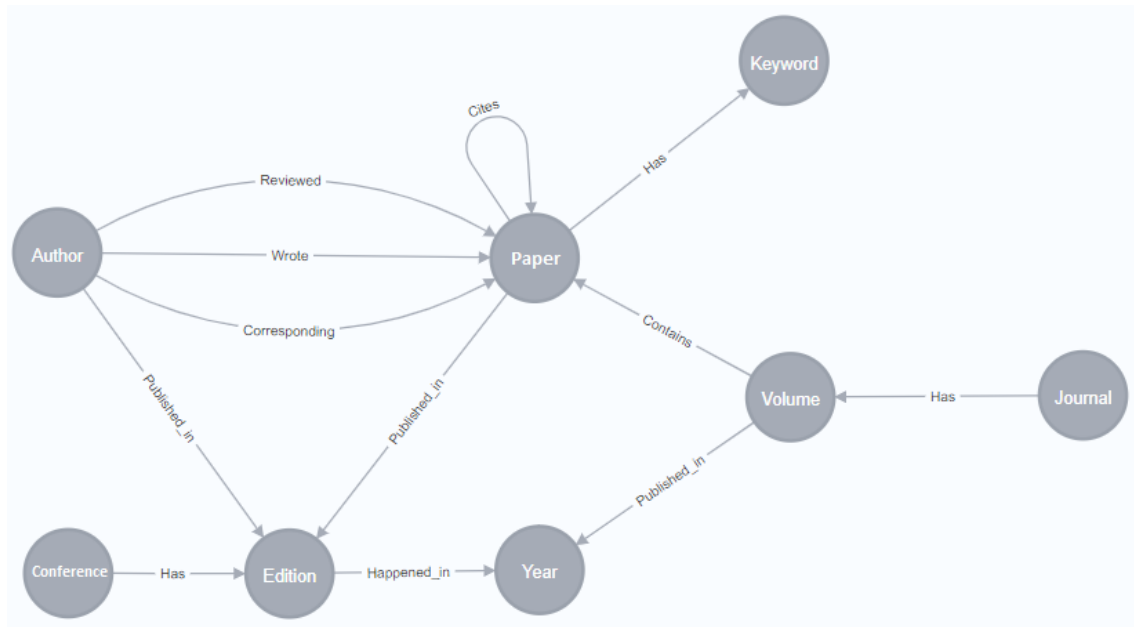 Keyword
Cites
Has
Reviewed
Author
Wrote
Paper
Corresponding
Contains
Published_in
Published_in
Volume
Has
Journal
Published_in
Conference
Has
Edition
Happened_in
Year